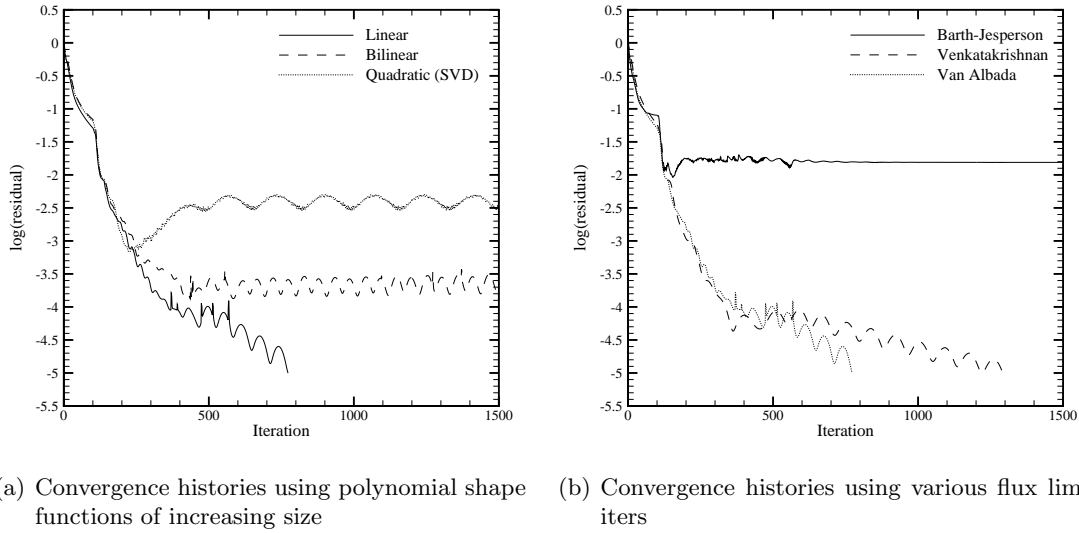 0.5
0
-0.5
-1
-1.5
-2
-2.5
-3
-3.5
-4
-4.5
-5
-5.5
log(residual)
0 500 1000 1500
Iteration
Linear
Bilinear
Quadratic (SVD)
0.5
0
-0.5
-1
-1.5
-2
-2.5
-3
-3.5
-4
-4.5
-5
-5.5
log(residual)
0 500 1000 1500
Iteration
Barth-Jesperson
Venkatakrishnan
Van Albada
a) Convergence histories using polynomial shape
functions of increasing size
(b) Convergence histories using various flux lim
iters